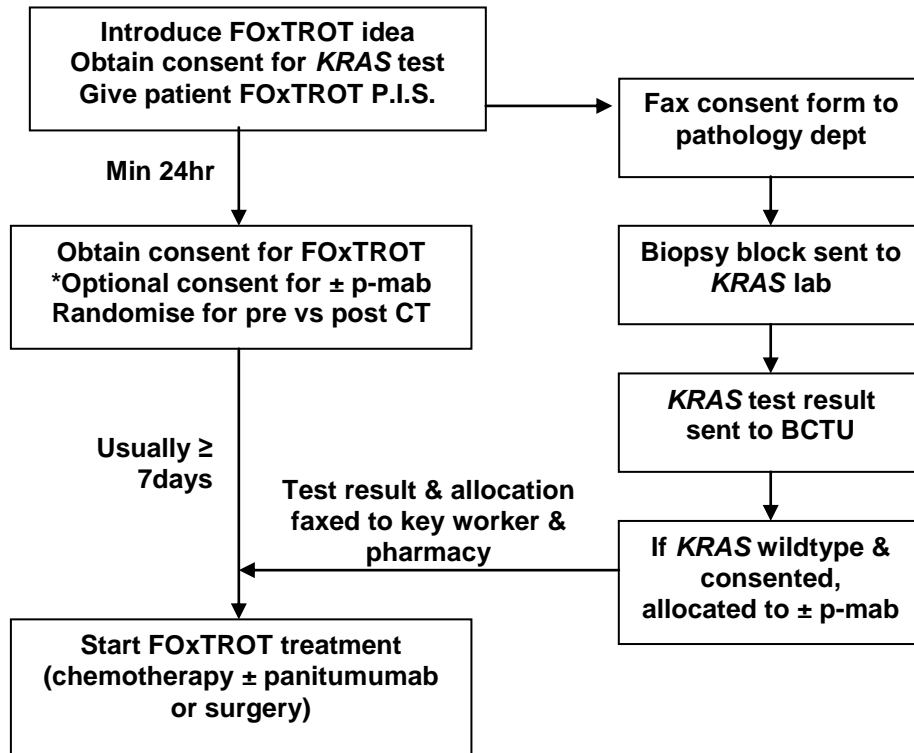 Introduce FOxTROT idea
Obtain consent for KRAS test
Give patient FOxTROT P.I.S.
Fax consent form to
pathology dept
Min 24hr
Obtain consent for FOxTROT
*Optional consent for ± p-mab
Randomise for pre vs post CT
Biopsy block sent to
KRAS lab
KRAS test result
sent to BCTU
Usually ≥
7days
Test result & allocation
faxed to key worker &
pharmacy
If KRAS wildtype &
consented,
allocated to ± p-mab
Start FOxTROT treatment
(chemotherapy ± panitumumab
or surgery)